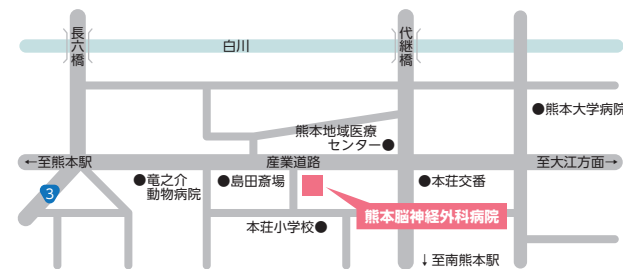 長六橋
白川
代継橋
●熊本大学病院
熊本地域医療
センター●
←至熊本駅
産業道路
至大江方面→
3
●竜之介
動物病院
●島田斎場
●本荘交番
熊本脳神経外科病院
本荘小学校●
↓至南熊本駅